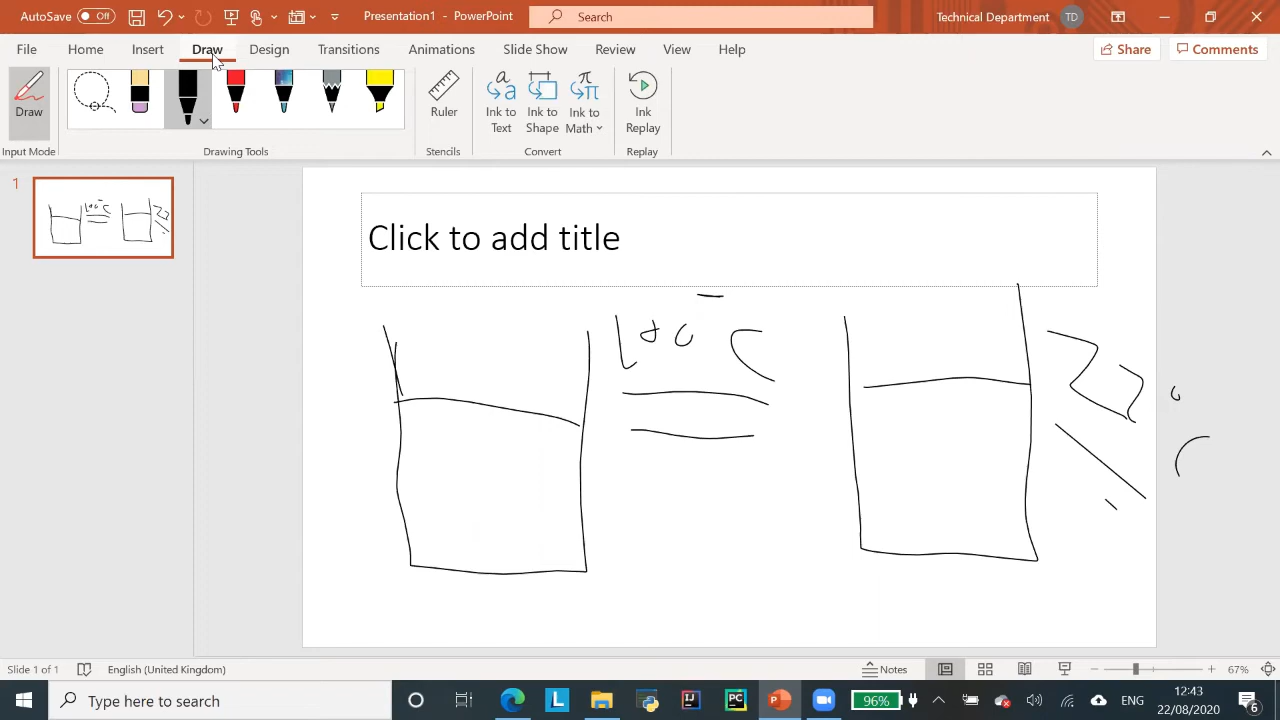 AutoSave Off
Presentation1 - PowerPoint
Search
Technical Department TD
File Home Insert Draw Design Transitions Animations Slide Show Review View Help Share Comments
Draw
Ruler
Ink to Text
Ink to Shape
Ink to Math
Ink Replay
Input Mode
Drawing Tools
Stencils
Convert
Replay
1
Click to add title
100 C
Slide 1 of 1
English (United Kingdom)
Notes
67%
Type here to search
96%
ENG
12:43
22/08/2020
6